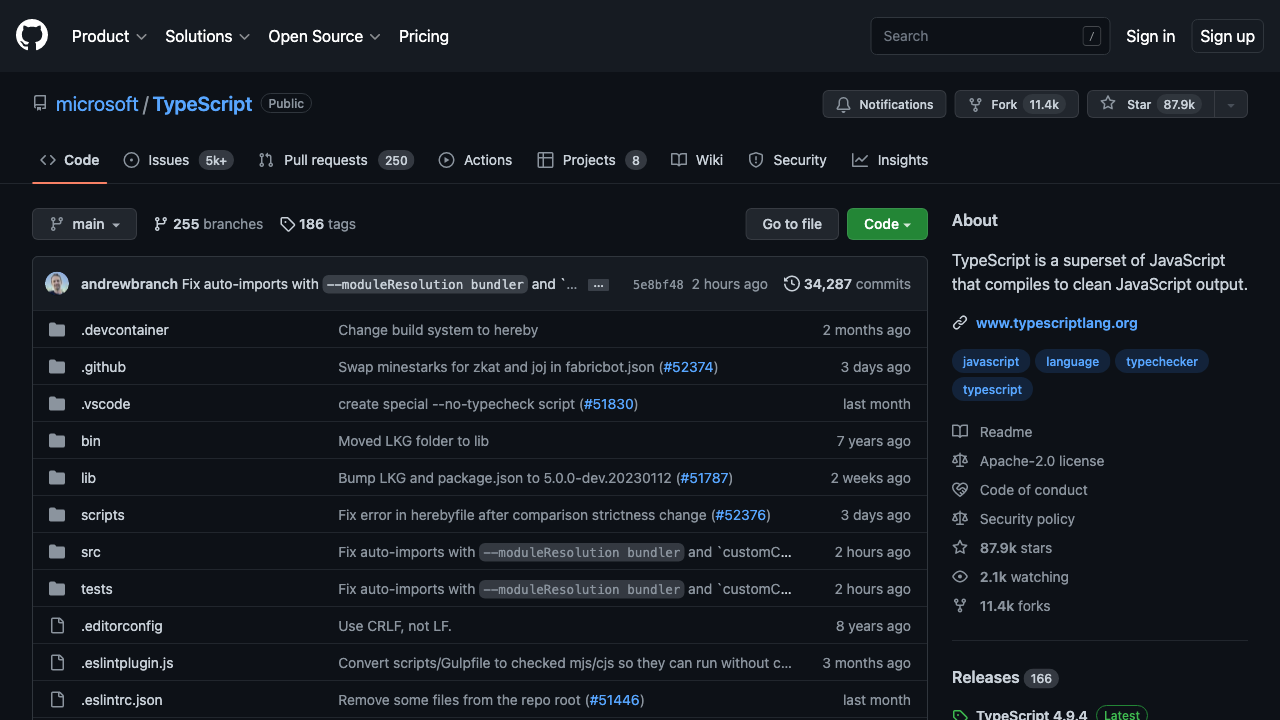 Product Solutions Open Source Pricing Search / Sign in Sign up
microsoft / TypeScript Public Notifications Fork 11.4k Star 87.9k
Code Issues 5k+ Pull requests 250 Actions Projects 8 Wiki Security Insights
main 255 branches 186 tags Go to file Code
andrewbranch Fix auto-imports with --moduleResolution bundler and `… ... 5e8bf48 2 hours ago 34,287 commits
.devcontainer Change build system to hereby 2 months ago
.github Swap minestarks for zkat and joj in fabricbot.json (#52374) 3 days ago
.vscode create special --no-typecheck script (#51830) last month
bin Moved LKG folder to lib 7 years ago
lib Bump LKG and package.json to 5.0.0-dev.20230112 (#51787) 2 weeks ago
scripts Fix error in herebyfile after comparison strictness change (#52376) 3 days ago
src Fix auto-imports with --moduleResolution bundler and `customC… 2 hours ago
tests Fix auto-imports with --moduleResolution bundler and `customC… 2 hours ago
.editorconfig Use CRLF, not LF. 8 years ago
.eslintplugin.js Convert scripts/Gulpfile to checked mjs/cjs so they can run without c… 3 months ago
.eslintrc.json Remove some files from the repo root (#51446) last month
About
TypeScript is a superset of JavaScript
that compiles to clean JavaScript output.
www.typescriptlang.org
javascript language typechecker
typescript
Readme
Apache-2.0 license
Code of conduct
Security policy
87.9k stars
2.1k watching
11.4k forks
Releases 166
TypeScript 4.9.4 Latest